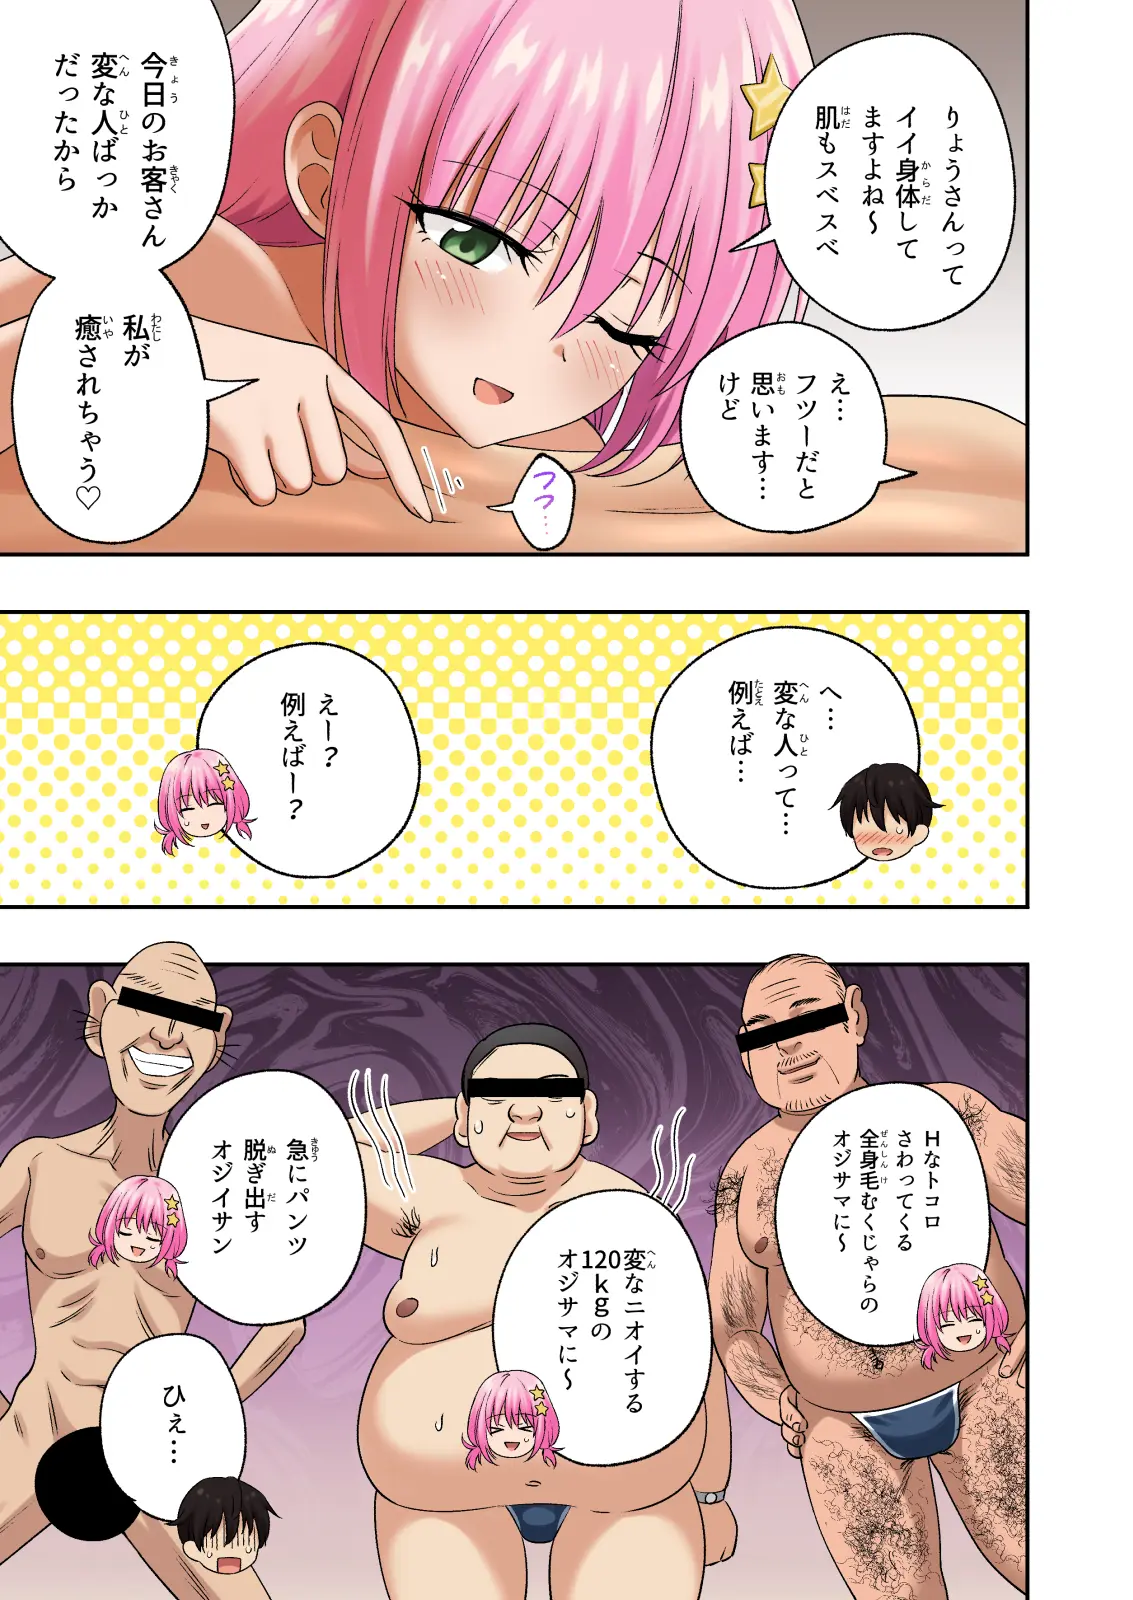 りょうさんって
イイ身体して
ますよね〜
肌もスベスベ
え…
フツーだと
思います…
けど
フフ…
今日のお客さん
変な人ばっか
だったから
私が
癒されちゃう♡
へ…
変な人って…
例えば…
えー？
例えばー？
Hなトコロ
さわってくる
全身毛むくじゃらの
オジサマに〜
変なニオイする
120kgの
オジサマに〜
急にパンツ
脱ぎ出す
オジイサン
ひぇ…